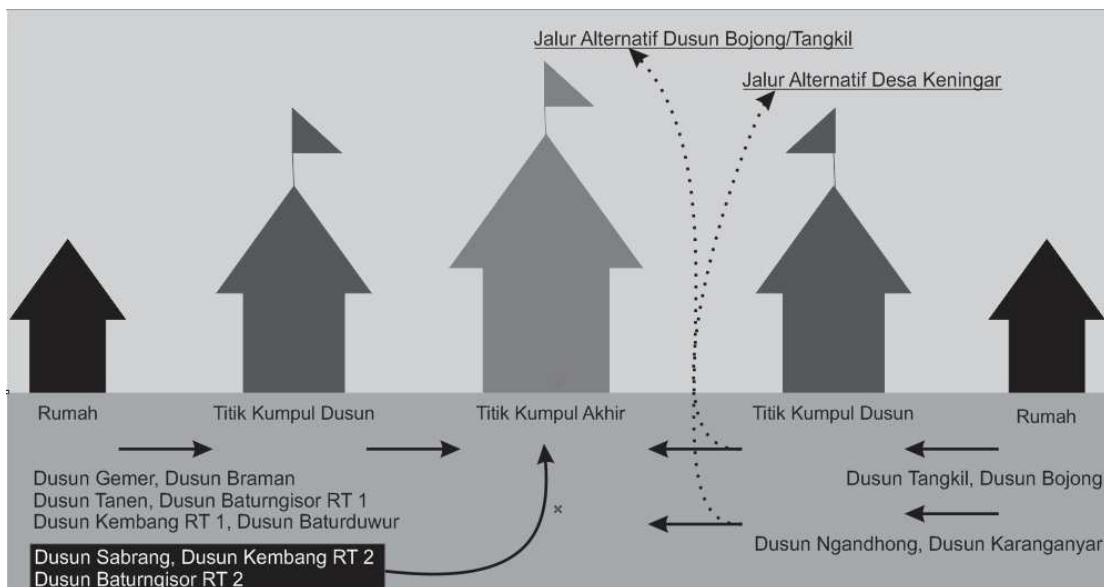 Jalur Alternatif Dusun Bojong/Tangkil
Jalur Alternatif Desa Keningar
Rumah
Titik Kumpul Dusun
Titik Kumpul Akhir
Titik Kumpul Dusun
Rumah
Dusun Gemer, Dusun Braman
Dusun Tanen, Dusun Baturngisor RT 1
Dusun Kembang RT 1, Dusun Baturduwur
Dusun Tangkil, Dusun Bojong
Dusun Ngandhong, Dusun Karanganyar
Dusun Sabrang, Dusun Kembang RT 2
Dusun Baturngisor RT 2